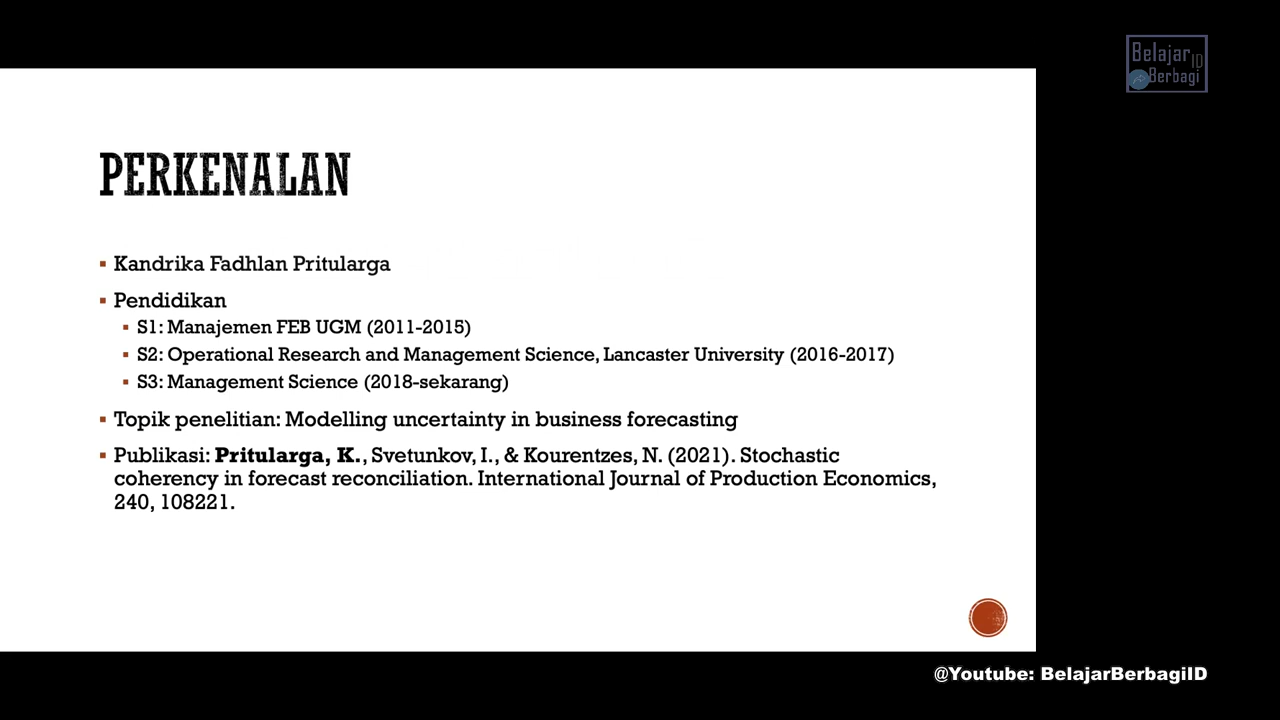 Belajar ID
Berbagi
PERKENALAN
Kandrika Fadhlan Pritularga
Pendidikan
S1: Manajemen FEB UGM (2011-2015)
S2: Operational Research and Management Science, Lancaster University (2016-2017)
S3: Management Science (2018-sekarang)
Topik penelitian: Modelling uncertainty in business forecasting
Publikasi: Pritularga, K., Svetunkov, I., & Kourentzes, N. (2021). Stochastic
coherency in forecast reconciliation. International Journal of Production Economics,
240, 108221.
@Youtube: BelajarBerbagiID